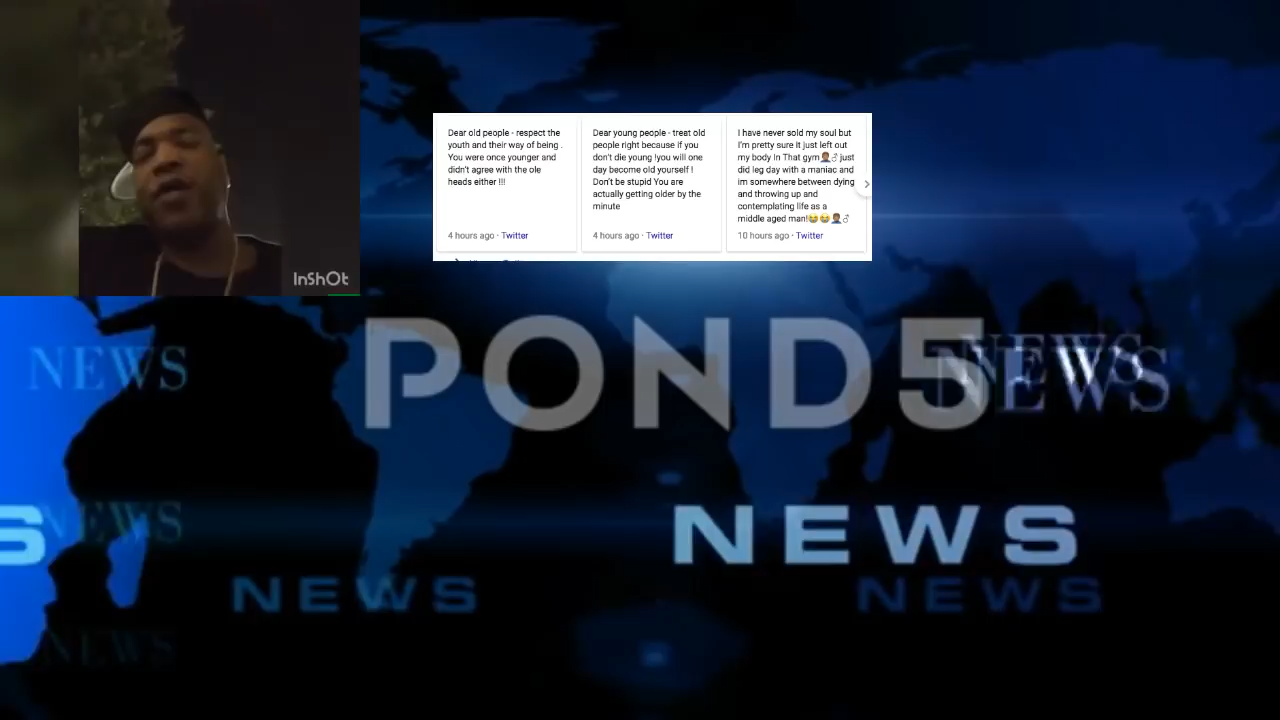 InShOt
Dear old people - respect the
youth and their way of being .
You were once younger and
didn't agree with the ole
heads either !!!
4 hours ago · Twitter
Dear young people - treat old
people right because if you
don't die young !you will one
day become old yourself !
Don't be stupid You are
actually getting older by the
minute
4 hours ago · Twitter
I have never sold my soul but
I'm pretty sure it just left out
my body In That gym🤦🏾♂ just
did leg day with a maniac and
im somewhere between dying
and throwing up and
contemplating life as a
middle aged man!😂😂🤦🏾♂
10 hours ago · Twitter
POND5
NEWS
NEWS
NEWS
S
NEWS
NEWS
NEWS
NEWS
NEWS
NEWS